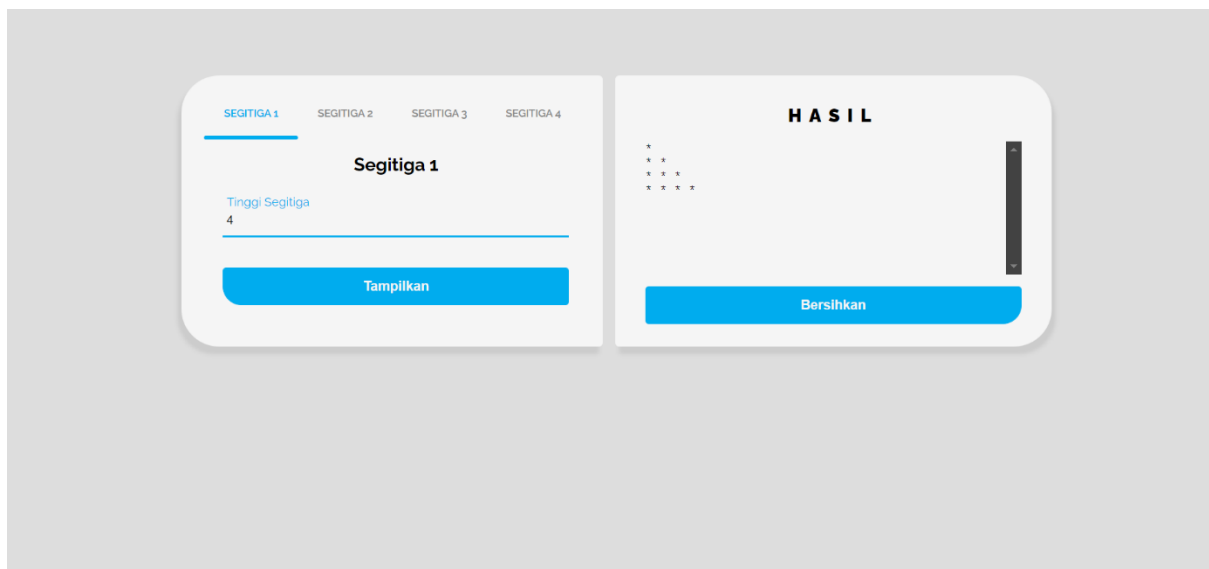 SEGITIGA 1 SEGITIGA 2 SEGITIGA 3 SEGITIGA 4
Segitiga 1
Tinggi Segitiga
4
Tampilkan
HASIL
*
* *
* * *
* * * *
Bersihkan